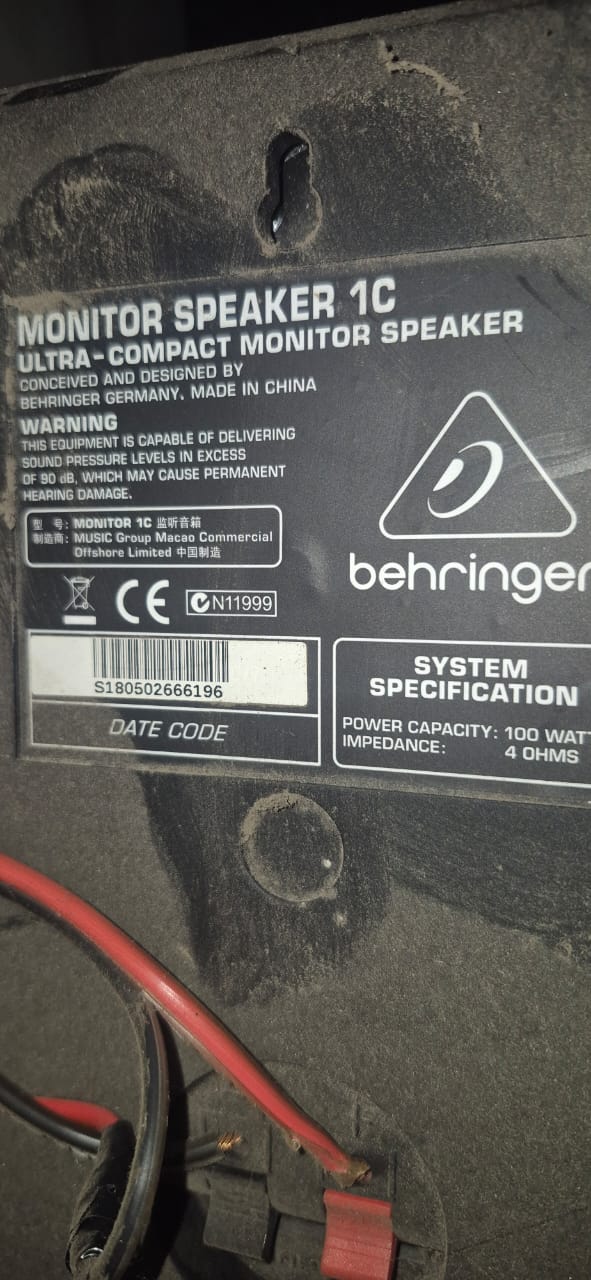 MONITOR SPEAKER 1C
ULTRA-COMPACT MONITOR SPEAKER
CONCEIVED AND DESIGNED BY
BEHRINGER GERMANY. MADE IN CHINA
WARNING
THIS EQUIPMENT IS CAPABLE OF DELIVERING
SOUND PRESSURE LEVELS IN EXCESS
OF 90 dB, WHICH MAY CAUSE PERMANENT
HEARING DAMAGE.
型 号: MONITOR 1C 监听音箱
制造商: MUSIC Group Macao Commercial
Offshore Limited 中国制造
CE
N11999
behringer
S180502666196
DATE CODE
SYSTEM
SPECIFICATION
POWER CAPACITY: 100 WAT
IMPEDANCE: 4 OHMS